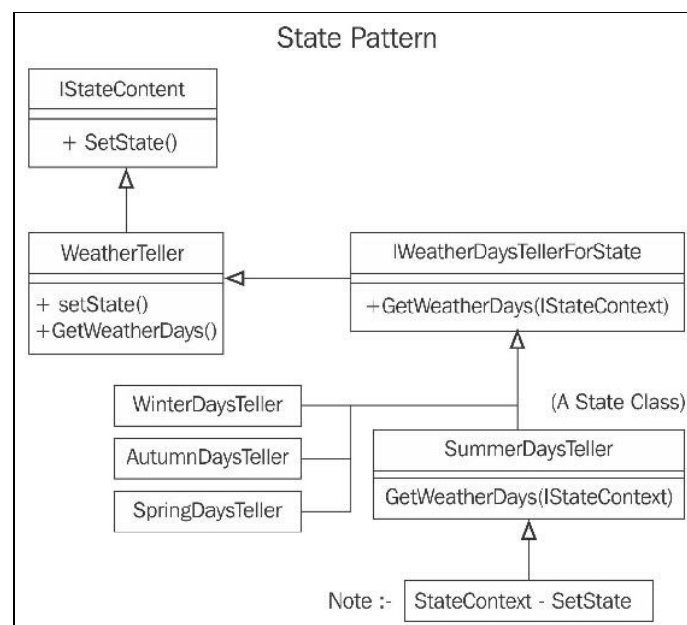 State Pattern
IStateContent
+ SetState()
WeatherTeller
+ setState()
+GetWeatherDays()
IWeatherDaysTellerForState
+GetWeatherDays(IStateContext)
WinterDaysTeller
AutumnDaysTeller
SpringDaysTeller
(A State Class)
SummerDaysTeller
GetWeatherDays(IStateContext)
Note :- StateContext - SetState